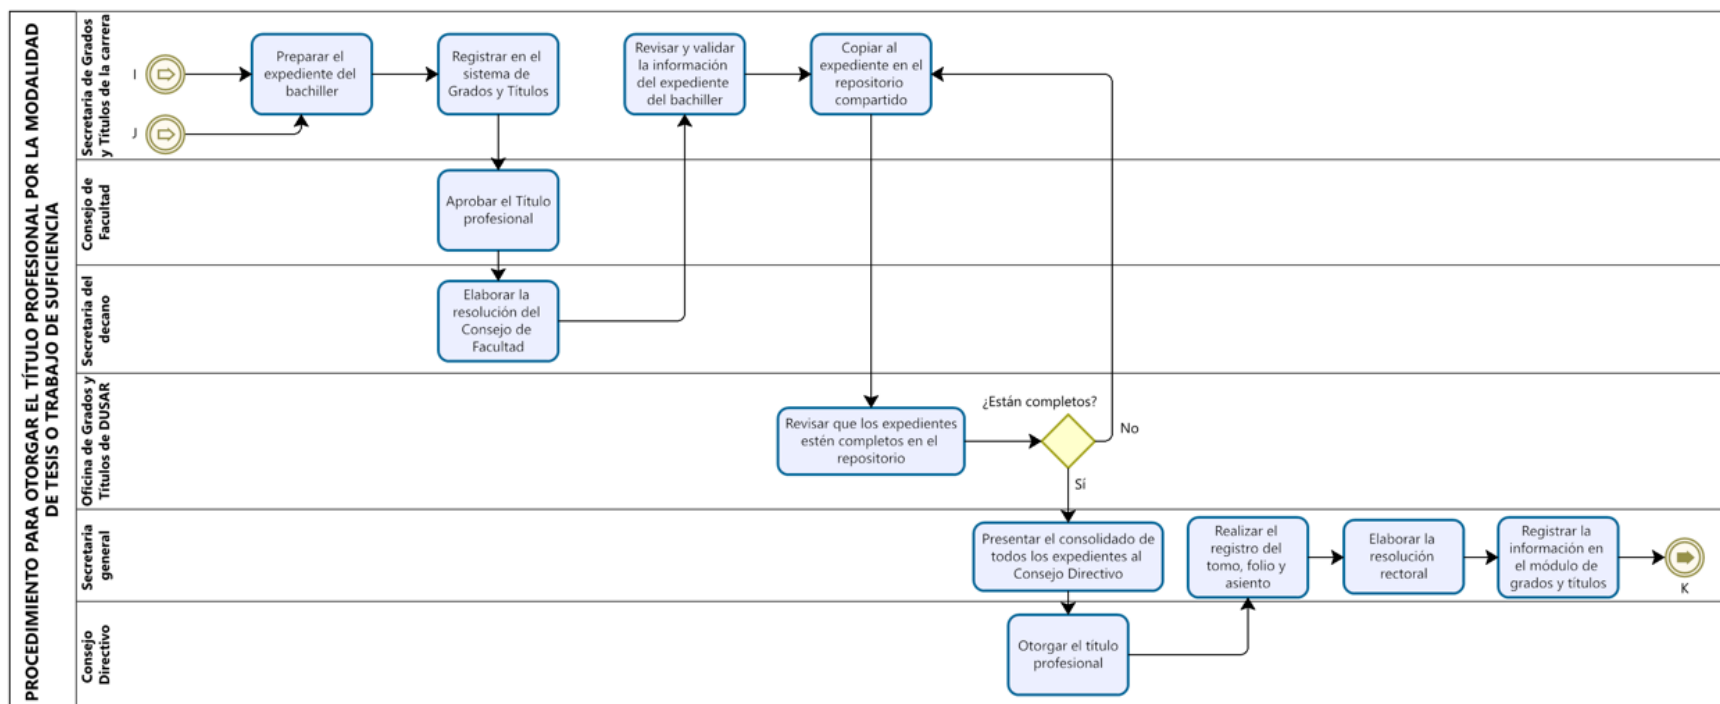 PROCEDIMIENTO PARA OTORGAR EL TÍTULO PROFESIONAL POR LA MODALIDAD
DE TESIS O TRABAJO DE SUFICIENCIA
Secretaria de Grados
y Títulos de la carrera
I
J
Preparar el
expediente del
bachiller
Registrar en el
sistema de
Grados y Títulos
Revisar y validar
la información
del expediente
del bachiller
Copiar al
expediente en el
repositorio
compartido
Consejo de
Facultad
Aprobar el Título
profesional
Secretaria del
decano
Elaborar la
resolución del
Consejo de
Facultad
Oficina de Grados y
Títulos de DUSAR
Revisar que los expedientes
estén completos en el
repositorio
¿Están completos?
No
Sí
Secretaria
general
Presentar el consolidado de
todos los expedientes al
Consejo Directivo
Realizar el
registro del
tomo, folio y
asiento
Elaborar la
resolución
rectoral
Registrar la
información en
el módulo de
grados y títulos
K
Consejo
Directivo
Otorgar el título
profesional